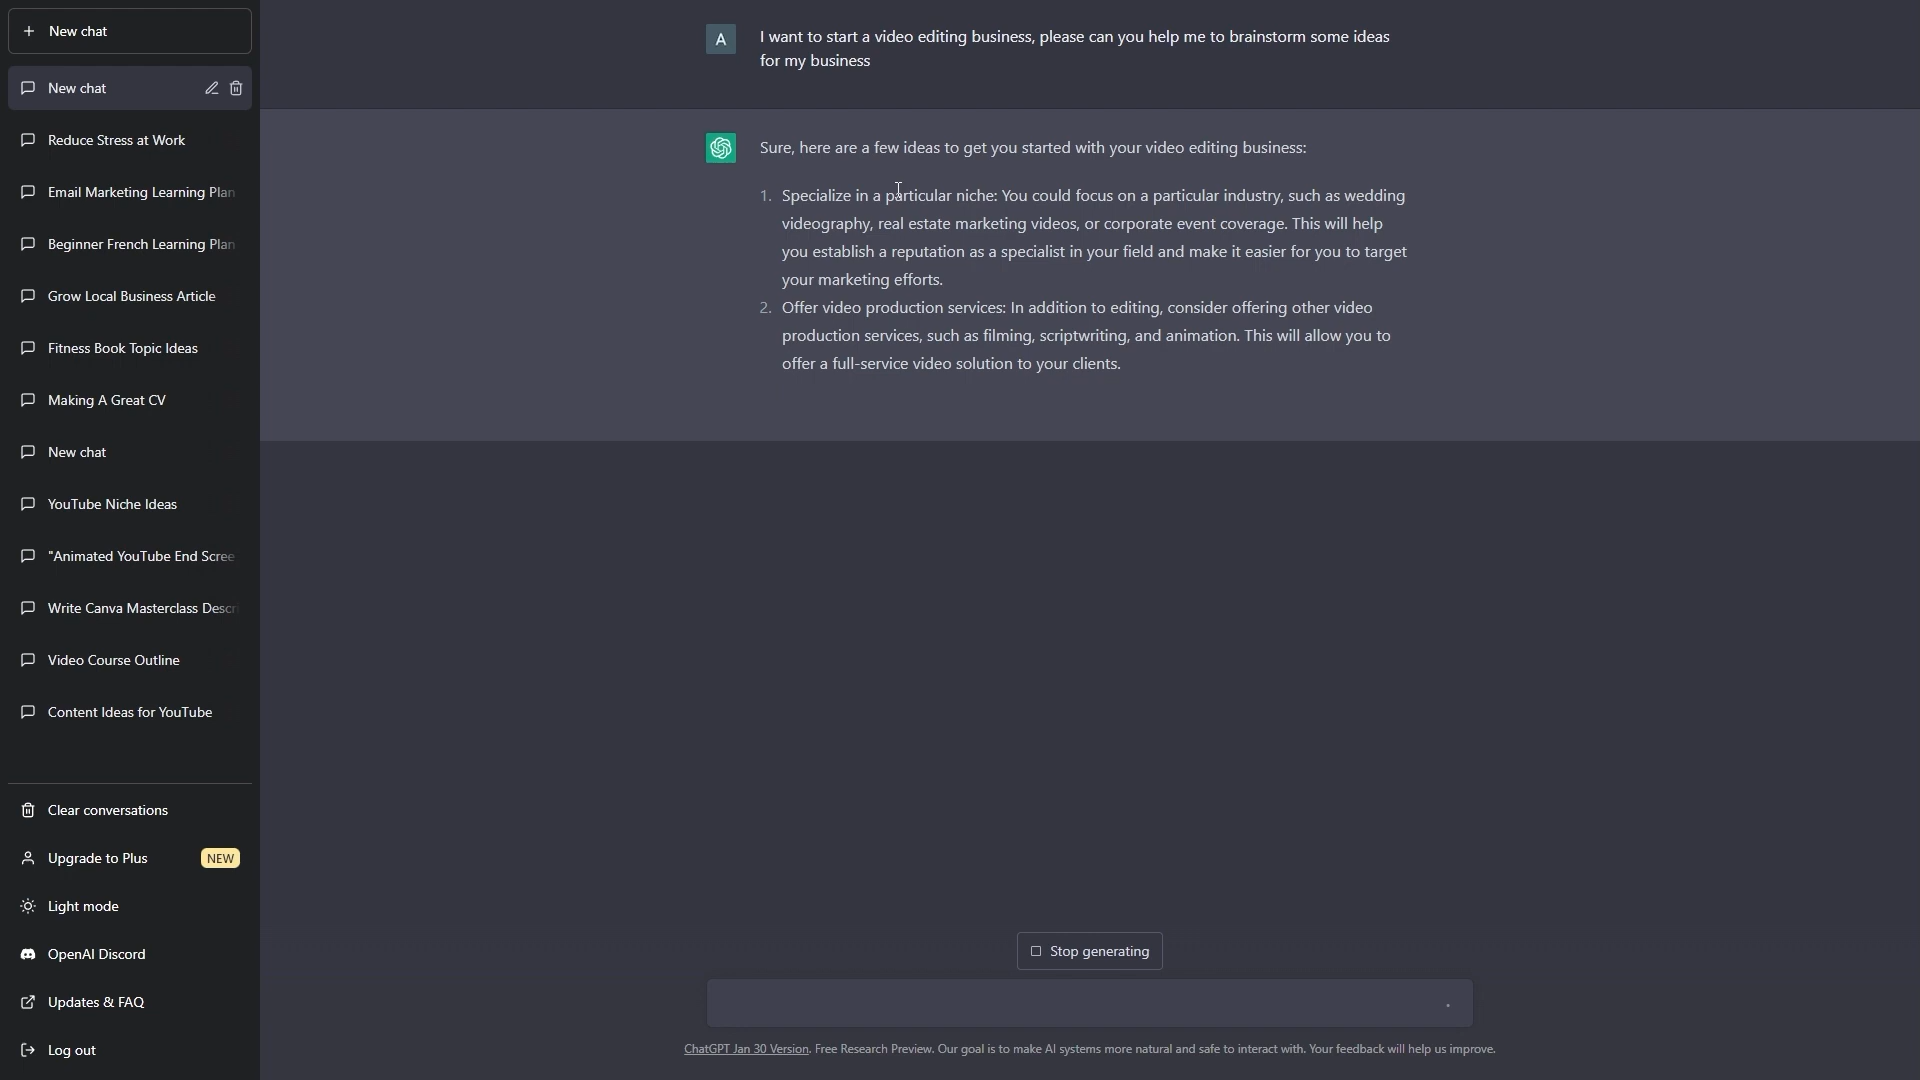 New chat
New chat
Reduce Stress at Work
Email Marketing Learning Plan
Beginner French Learning Plan
Grow Local Business Article
Fitness Book Topic Ideas
Making A Great CV
New chat
YouTube Niche Ideas
"Animated YouTube End Scree
Write Canva Masterclass Descri
Video Course Outline
Content Ideas for YouTube
Clear conversations
Upgrade to Plus NEW
Light mode
OpenAI Discord
Updates & FAQ
Log out
A
I want to start a video editing business, please can you help me to brainstorm some ideas
for my business
Sure, here are a few ideas to get you started with your video editing business:
1. Specialize in a particular niche: You could focus on a particular industry, such as wedding
videography, real estate marketing videos, or corporate event coverage. This will help
you establish a reputation as a specialist in your field and make it easier for you to target
your marketing efforts.
2. Offer video production services: In addition to editing, consider offering other video
production services, such as filming, scriptwriting, and animation. This will allow you to
offer a full-service video solution to your clients.
Stop generating
ChatGPT Jan 30 Version. Free Research Preview. Our goal is to make AI systems more natural and safe to interact with. Your feedback will help us improve.